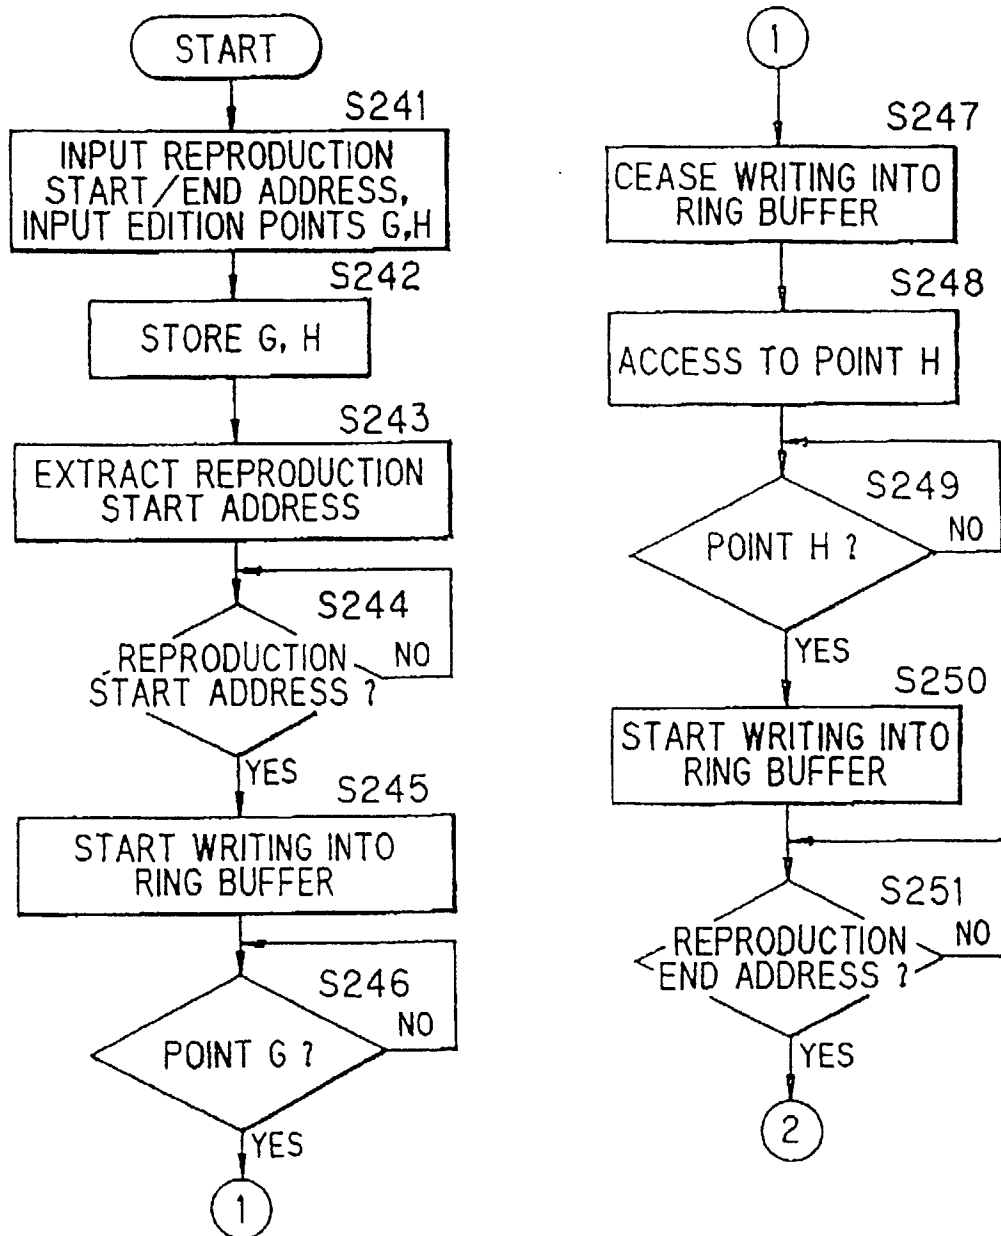 START
S241
INPUT REPRODUCTION
START/END ADDRESS,
INPUT EDITION POINTS G,H
S242
STORE G, H
S243
EXTRACT REPRODUCTION
START ADDRESS
S244
REPRODUCTION
START ADDRESS ?
NO
YES
S245
START WRITING INTO
RING BUFFER
S246
POINT G ?
NO
YES
1
1
S247
CEASE WRITING INTO
RING BUFFER
S248
ACCESS TO POINT H
S249
POINT H ?
NO
YES
S250
START WRITING INTO
RING BUFFER
S251
REPRODUCTION
END ADDRESS ?
NO
YES
2